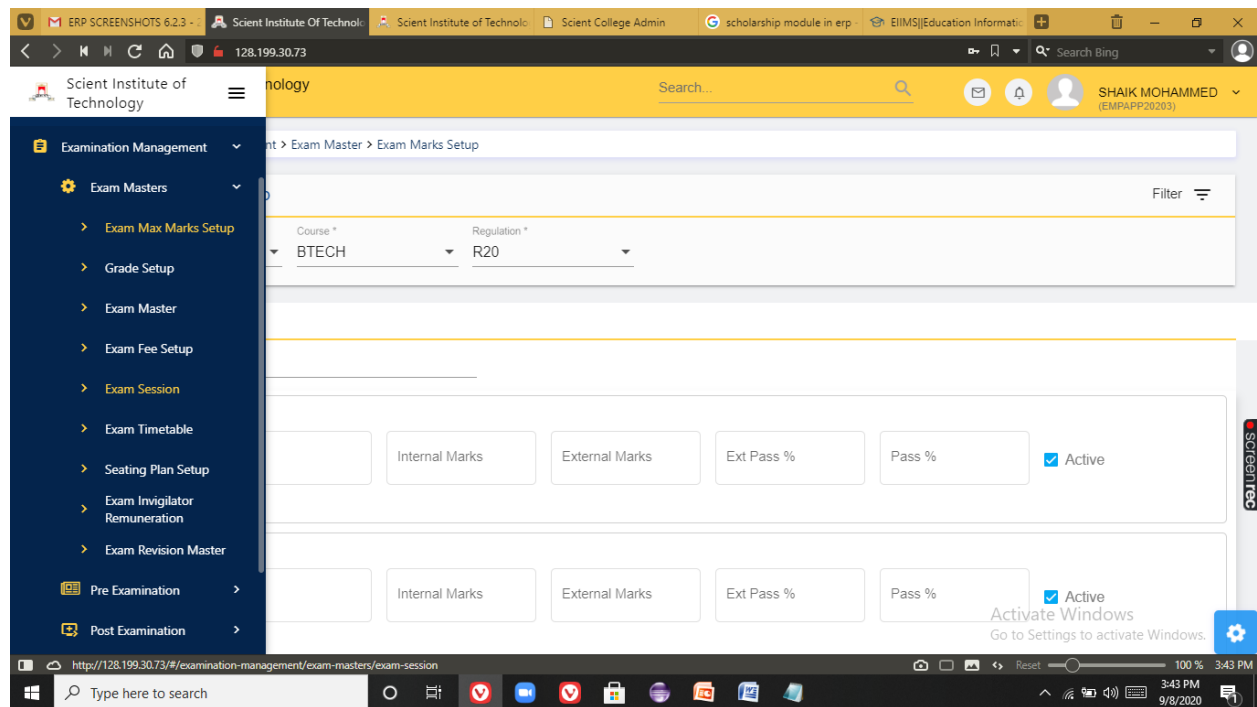 ERP SCREENSHOTS 6.2.3 -
Scient Institute Of Technolo
Scient Institute of Technolo
Scient College Admin
scholarship module in erp -
EIIMS||Education Informatic
128.199.30.73
Search Bing
Scient Institute of
Technology
nology
Search...
SHAIK MOHAMMED
(EMPAPP20203)
Examination Management
nt > Exam Master > Exam Marks Setup
Exam Masters
Filter
Exam Max Marks Setup
Course *
Regulation *
BTECH
R20
Grade Setup
Exam Master
Exam Fee Setup
Exam Session
Exam Timetable
Internal Marks
External Marks
Ext Pass %
Pass %
Active
Seating Plan Setup
Exam Invigilator
Remuneration
Exam Revision Master
Pre Examination
Internal Marks
External Marks
Ext Pass %
Pass %
Active
Post Examination
Activate Windows
Go to Settings to activate Windows.
screenrec
http://128.199.30.73/#/examination-management/exam-masters/exam-session
Reset
100 %
3:43 PM
Type here to search
3:43 PM
9/8/2020